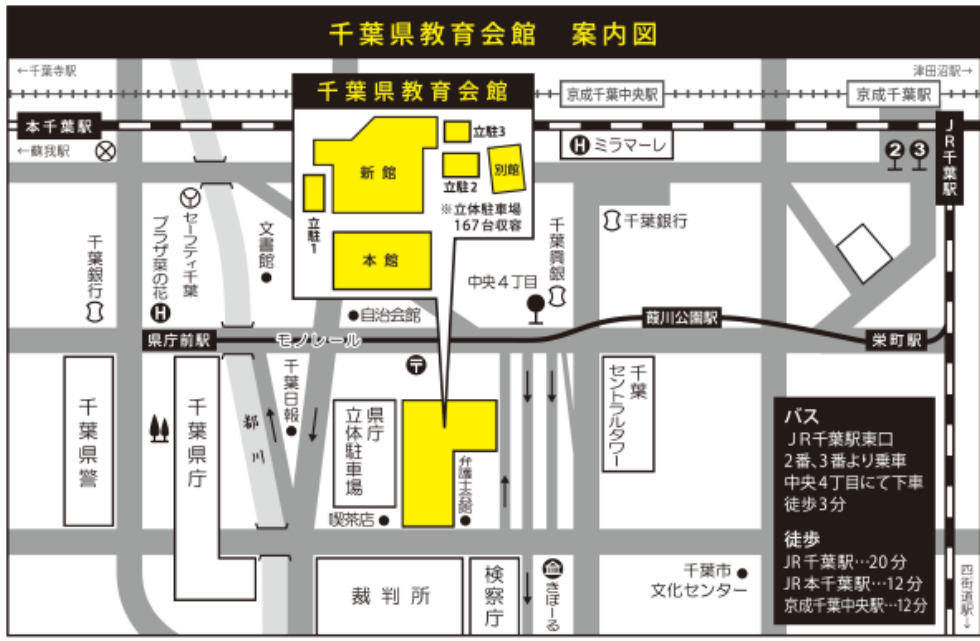 千葉県教育会館 案内図
←千葉寺駅
津田沼駅→
千葉県教育会館
京成千葉中央駅
京成千葉駅
本千葉駅
←蘇我駅
JR千葉駅
新館
立駐3
立駐2
別館
立駐1
※立体駐車場
167台収容
本館
H ミラマーレ
2
3
千葉銀行
千葉銀行
プラザ菜の花
H
セーフティ千葉
文書館
中央4丁目
千葉興銀
自治会館
県庁前駅
モノレール
葭川公園駅
栄町駅
千葉県警
千葉県庁
都川
千葉日報
県庁
立体駐車場
弁護士会館
喫茶店
千葉
セントラルタワー
裁判所
検察庁
きぼーる
千葉市
文化センター
バス
JR千葉駅東口
2番、3番より乗車
中央4丁目にて下車
徒歩3分
徒歩
JR千葉駅…20分
JR本千葉駅…12分
京成千葉中央駅…12分
四街道駅→